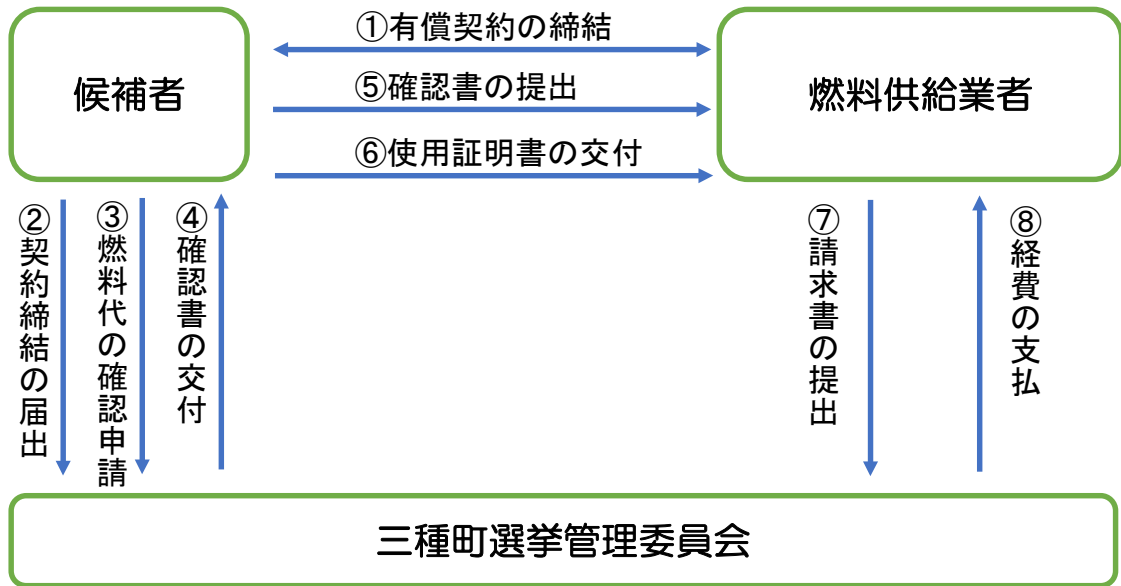 ①有償契約の締結
候補者
⑤確認書の提出
燃料供給業者
⑥使用証明書の交付
②契約締結の届出
③燃料代の確認申請
④確認書の交付
⑦請求書の提出
⑧経費の支払
三種町選挙管理委員会